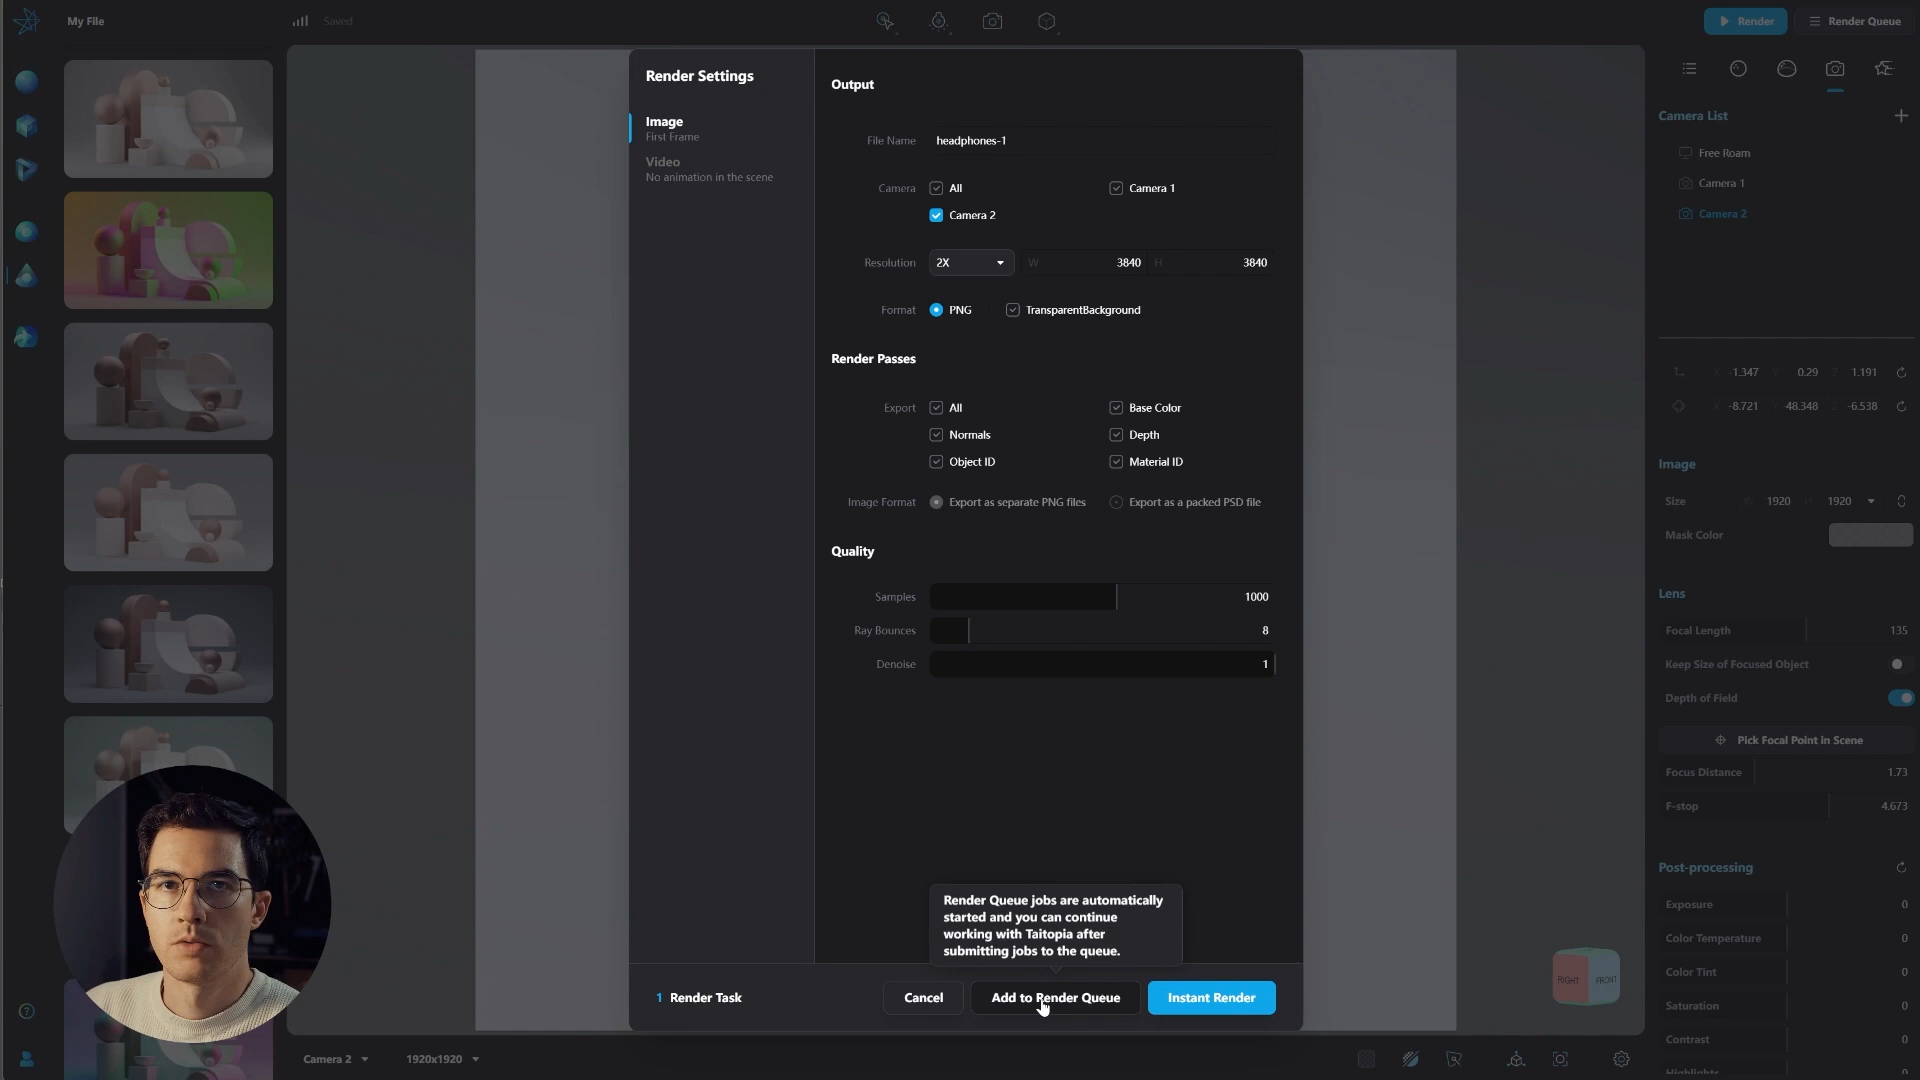 My File
Saved
Render
Render Queue
Render Settings
Image
First Frame
Video
No animation in the scene
Output
File Name
headphones-1
Camera
All
Camera 1
Camera 2
Resolution
2X
W
3840
H
3840
Format
PNG
TransparentBackground
Render Passes
Export
All
Base Color
Normals
Depth
Object ID
Material ID
Image Format
Export as separate PNG files
Export as a packed PSD file
Quality
Samples
1000
Ray Bounces
8
Denoise
1
Render Queue jobs are automatically
started and you can continue
working with Taitopia after
submitting jobs to the queue.
1 Render Task
Cancel
Add to Render Queue
Instant Render
Camera List
Free Roam
Camera 1
Camera 2
X -1.347 Y 0.29 Z 1.191
X -8.721 Y 48.348 Z -6.538
Image
Size W 1920 H 1920
Mask Color
Lens
Focal Length 135
Keep Size of Focused Object
Depth of Field
Pick Focal Point in Scene
Focus Distance 1.73
F-stop 4.673
Post-processing
Exposure 0
Color Temperature 0
Color Tint 0
Saturation 0
Contrast 0
Highlights 0
RIGHT
FRONT
Camera 2
1920x1920